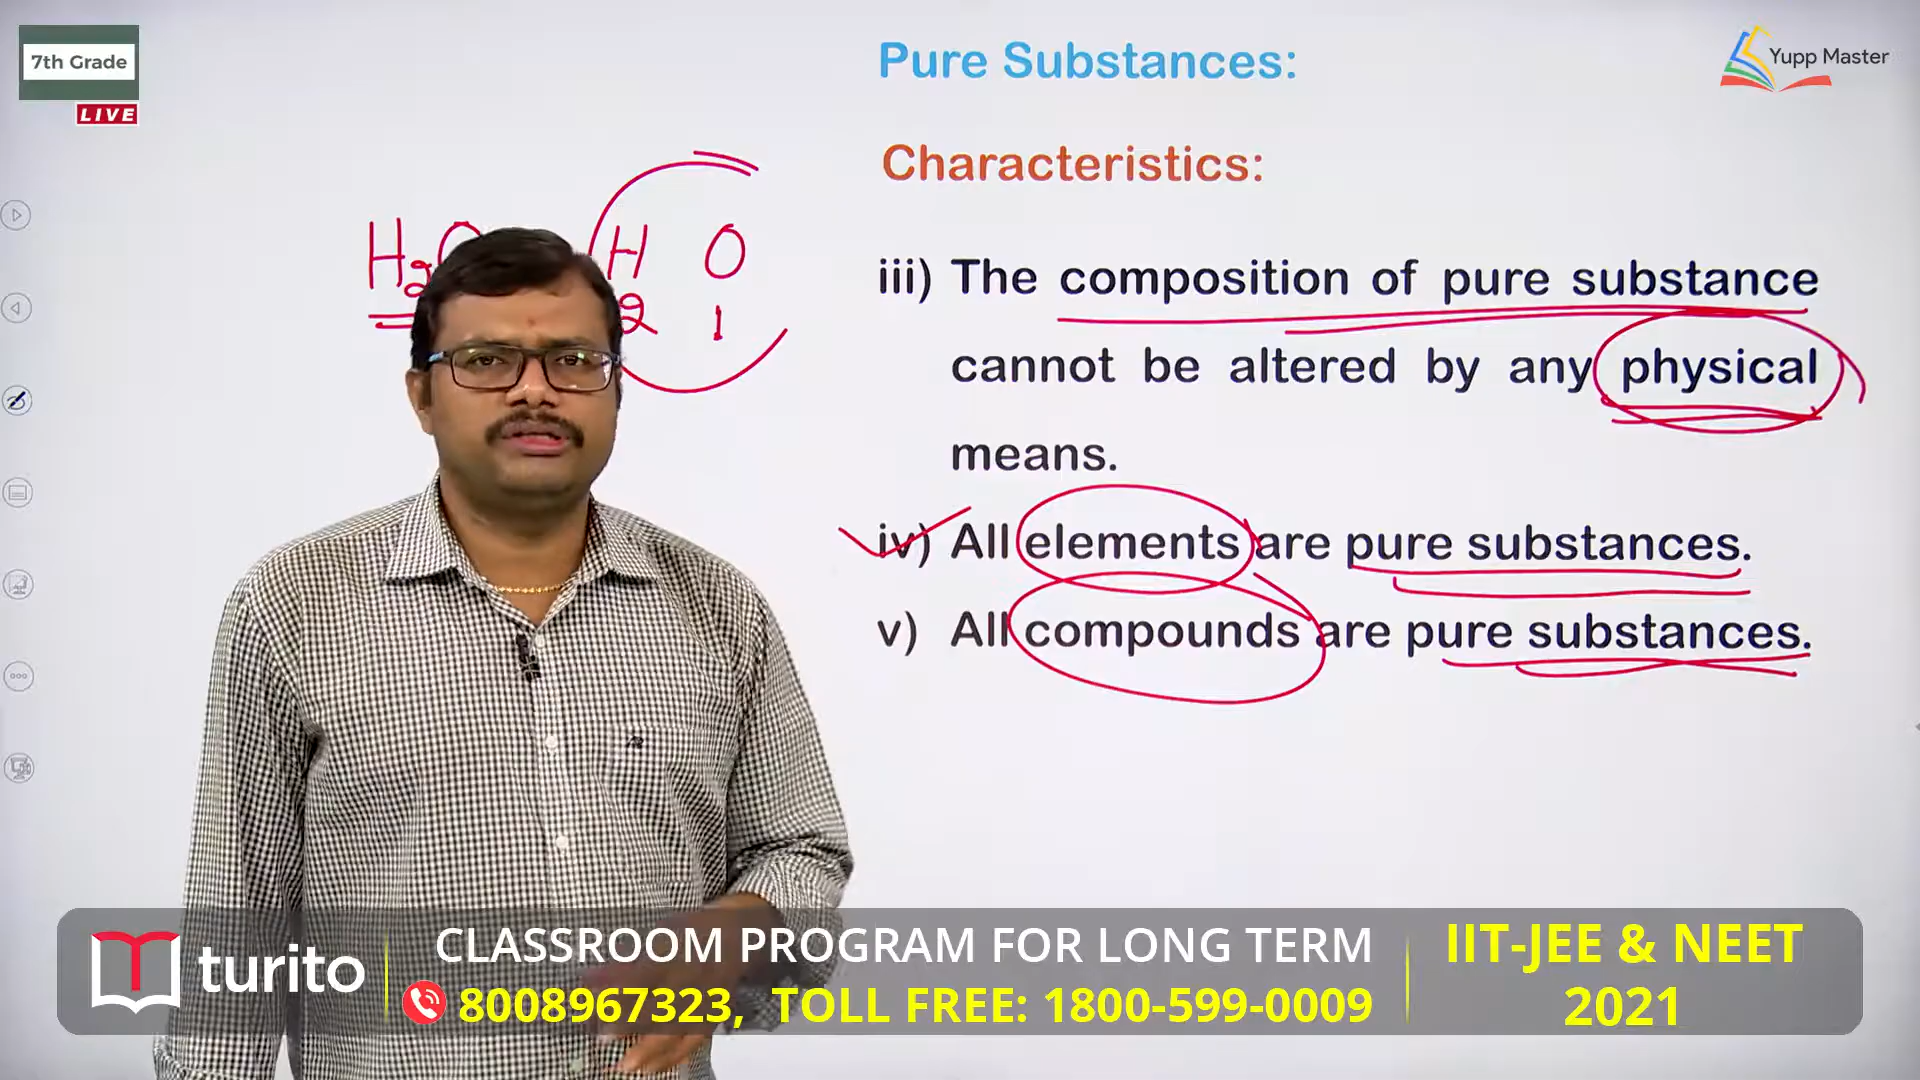 7th Grade
LIVE
Yupp Master
Pure Substances:
Characteristics:
H₂O H O
2 1
iii) The composition of pure substance
cannot be altered by any physical
means.
iv) All elements are pure substances.
v) All compounds are pure substances.
turito
CLASSROOM PROGRAM FOR LONG TERM
8008967323, TOLL FREE: 1800-599-0009
IIT-JEE & NEET
2021